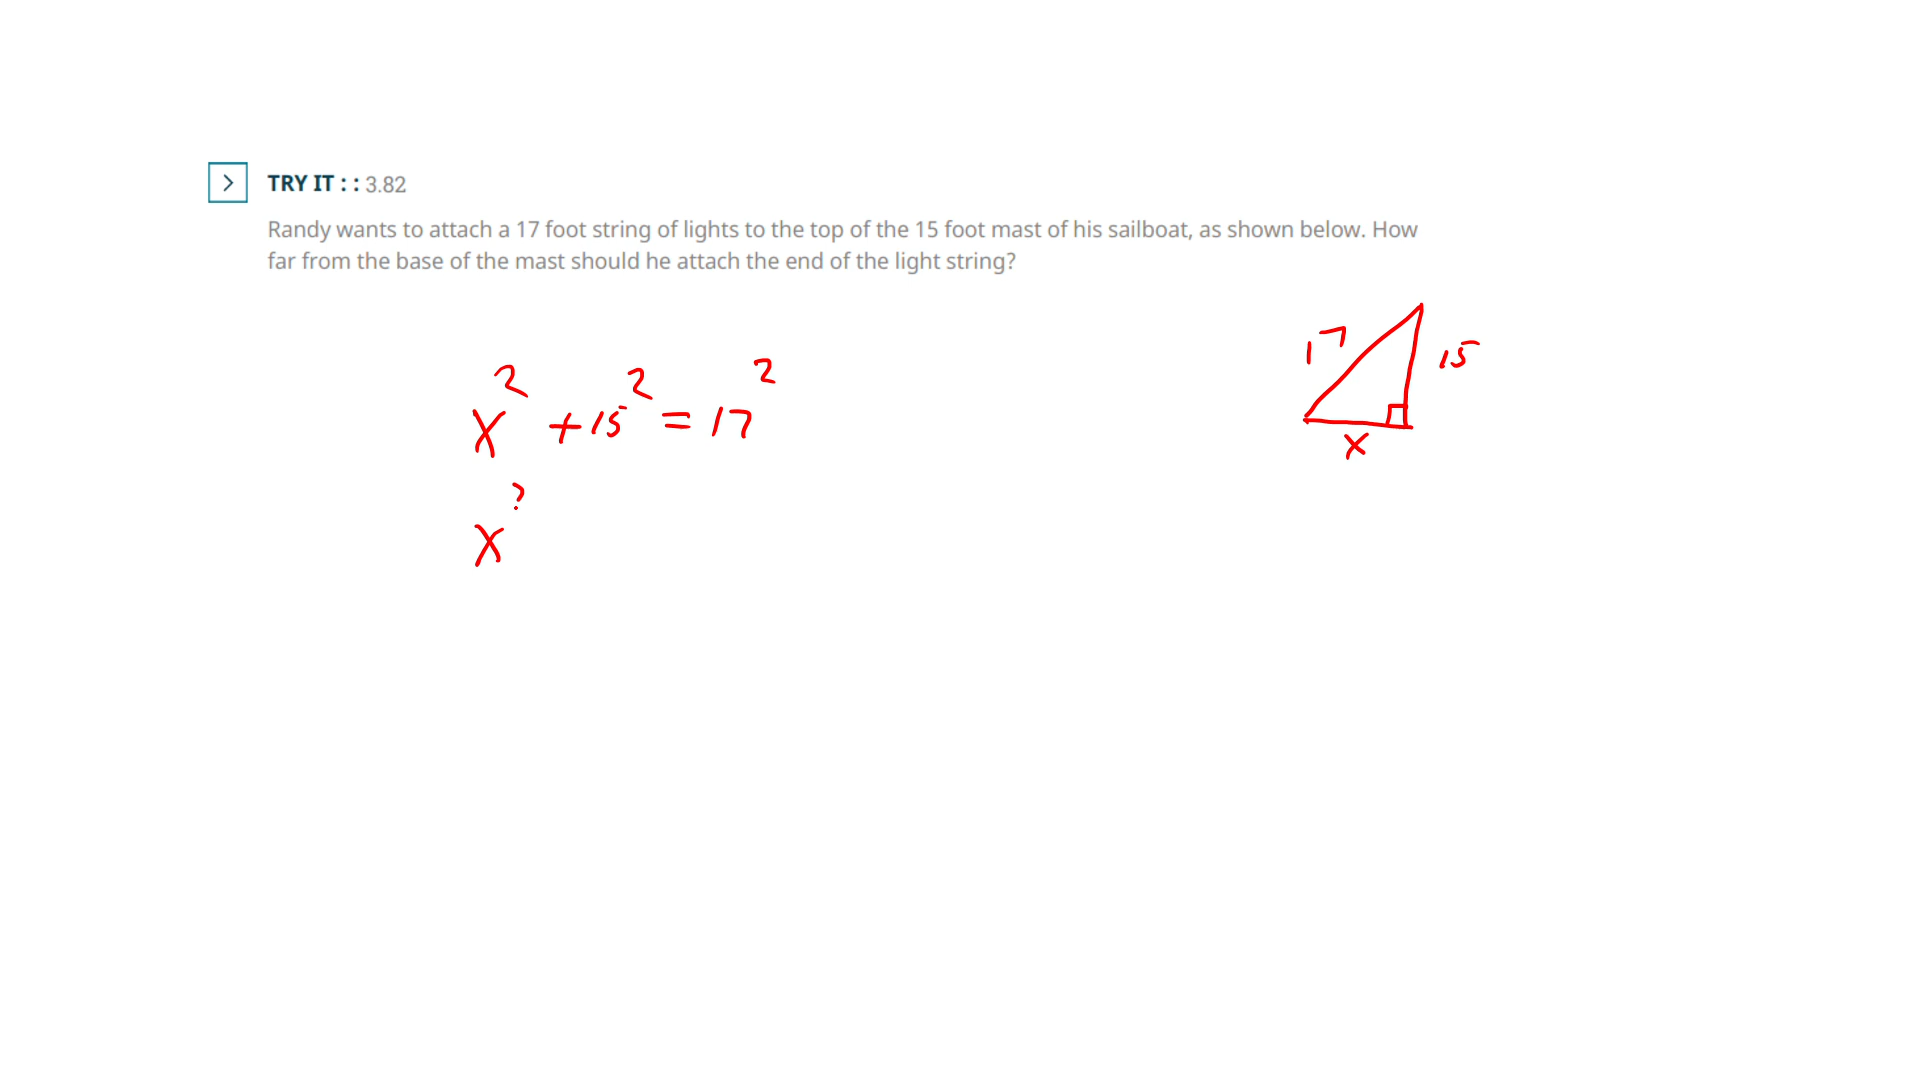 TRY IT : : 3.82
Randy wants to attach a 17 foot string of lights to the top of the 15 foot mast of his sailboat, as shown below. How
far from the base of the mast should he attach the end of the light string?
17
15
x² + 15² = 17²
x
x^?